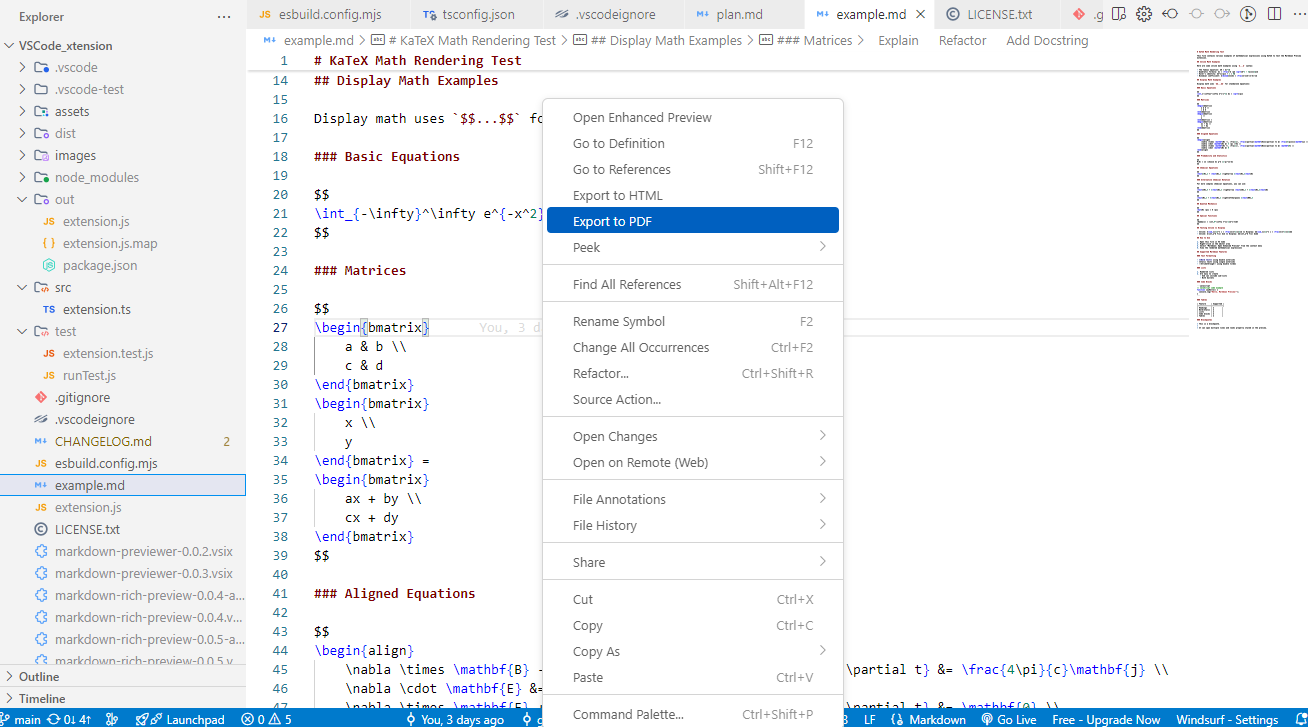 Explorer
VSCode_xtension
.vscode
.vscode-test
assets
dist
images
node_modules
out
JS extension.js
{ } extension.js.map
package.json
src
TS extension.ts
test
JS extension.test.js
JS runTest.js
.gitignore
.vscodeignore
M↓ CHANGELOG.md 2
JS esbuild.config.mjs
M↓ example.md
JS extension.js
LICENSE.txt
markdown-previewer-0.0.2.vsix
markdown-previewer-0.0.3.vsix
markdown-rich-preview-0.0.4-a...
markdown-rich-preview-0.0.4.v...
markdown-rich-preview-0.0.5-a...
markdown-rich-preview-0.0.5.v...
Outline
Timeline
JS esbuild.config.mjs TS tsconfig.json .vscodeignore M↓ plan.md M↓ example.md LICENSE.txt .g
M↓ example.md > abc # KaTeX Math Rendering Test > abc ## Display Math Examples > abc ### Matrices > Explain Refactor Add Docstring
1 # KaTeX Math Rendering Test
14 ## Display Math Examples
15
16 Display math uses `$$...$$` fo
17
18 ### Basic Equations
19
20 $$
21 \int_{-\infty}^\infty e^{-x^2}
22 $$
23
24 ### Matrices
25
26 $$
27 \begin{bmatrix} You, 3 d
28 a & b \\
29 c & d
30 \end{bmatrix}
31 \begin{bmatrix}
32 x \\
33 y
34 \end{bmatrix} =
35 \begin{bmatrix}
36 ax + by \\
37 cx + dy
38 \end{bmatrix}
39 $$
40
41 ### Aligned Equations
42
43 $$
44 \begin{align}
45 \nabla \times \mathbf{B} - \partial t} &= \frac{4\pi}{c}\mathbf{j} \\
46 \nabla \cdot \mathbf{E} &=
47 \nabla \times \mathbf{E} \partial t} &= \mathbf{0} \\
Open Enhanced Preview
Go to Definition F12
Go to References Shift+F12
Export to HTML
Export to PDF
Peek
Find All References Shift+Alt+F12
Rename Symbol F2
Change All Occurrences Ctrl+F2
Refactor... Ctrl+Shift+R
Source Action...
Open Changes
Open on Remote (Web)
File Annotations
File History
Share
Cut Ctrl+X
Copy Ctrl+C
Copy As
Paste Ctrl+V
Command Palette... Ctrl+Shift+P
main 0↓ 4↑ Launchpad 0 5 You, 3 days ago LF {} Markdown Go Live Free - Upgrade Now Windsurf - Settings